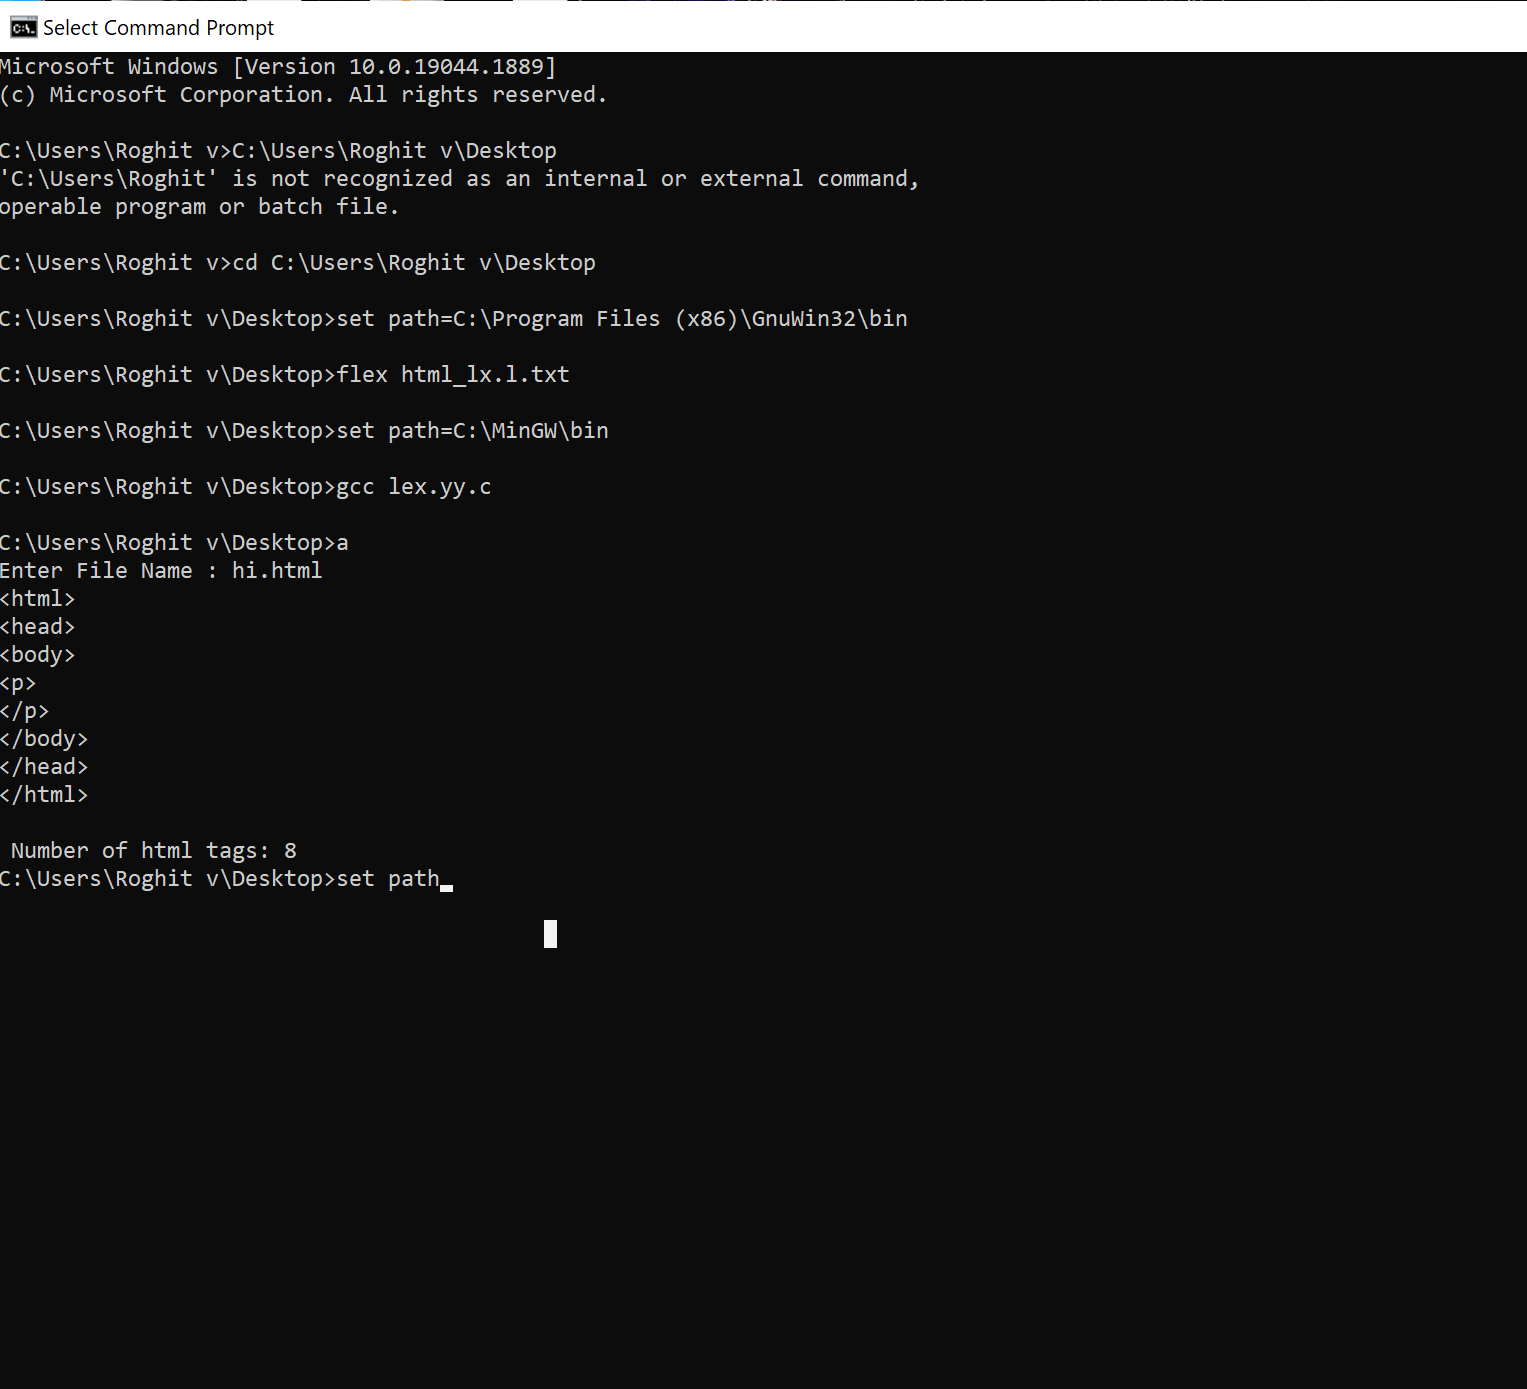 Select Command Prompt
Microsoft Windows [Version 10.0.19044.1889]
(c) Microsoft Corporation. All rights reserved.
C:\Users\Roghit v>C:\Users\Roghit v\Desktop
'C:\Users\Roghit' is not recognized as an internal or external command,
operable program or batch file.
C:\Users\Roghit v>cd C:\Users\Roghit v\Desktop
C:\Users\Roghit v\Desktop>set path=C:\Program Files (x86)\GnuWin32\bin
C:\Users\Roghit v\Desktop>flex html_lx.l.txt
C:\Users\Roghit v\Desktop>set path=C:\MinGW\bin
C:\Users\Roghit v\Desktop>gcc lex.yy.c
C:\Users\Roghit v\Desktop>a
Enter File Name : hi.html
<html>
<head>
<body>
<p>
</p>
</body>
</head>
</html>
Number of html tags: 8
C:\Users\Roghit v\Desktop>set path